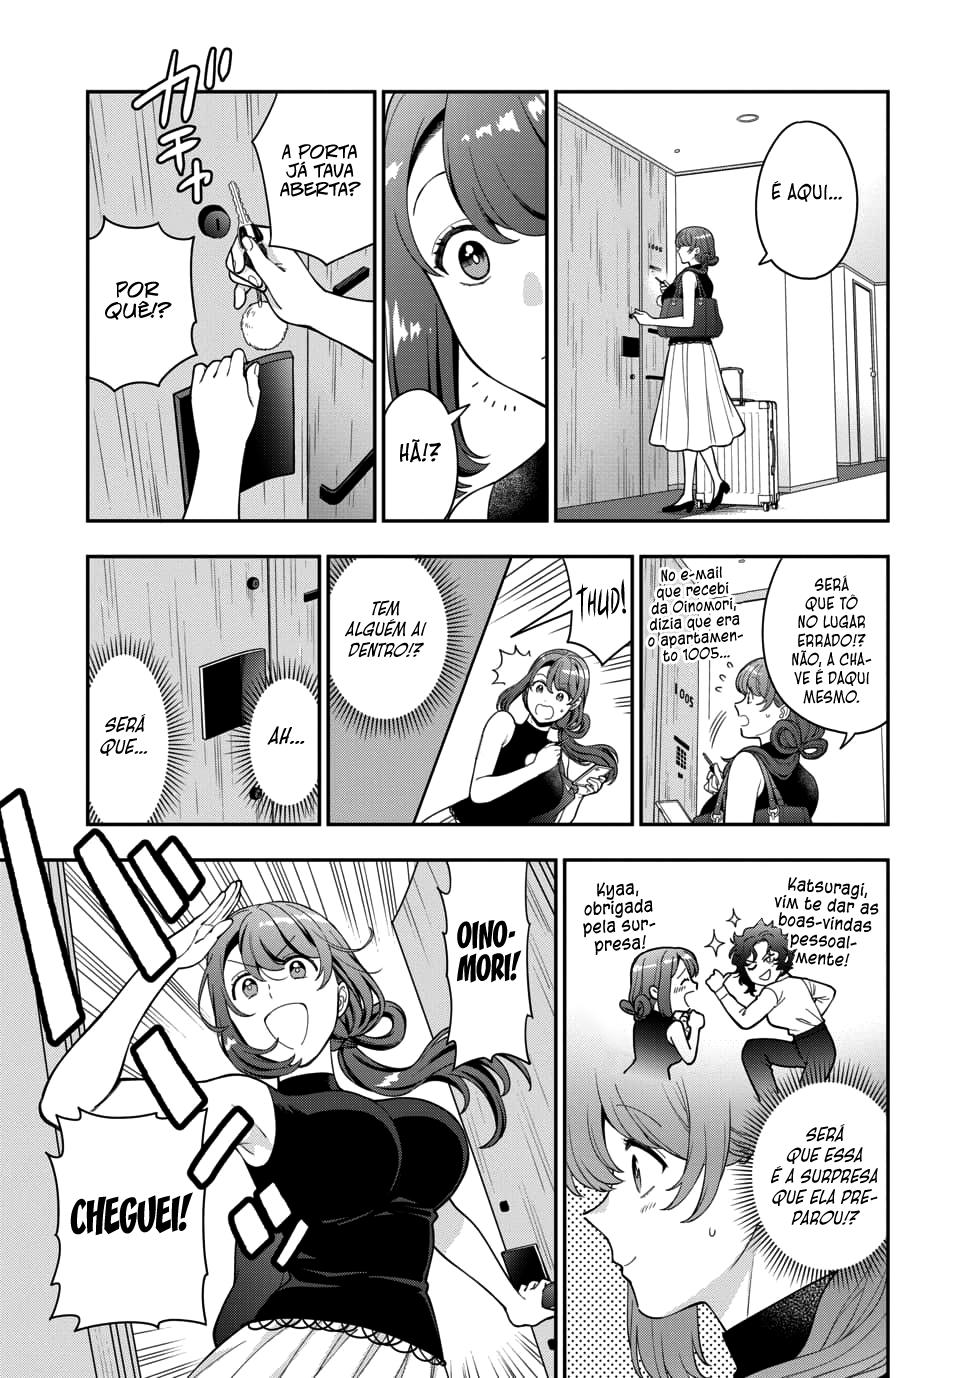 É AQUI...
1005
HÃ!?
A PORTA
JÁ TAVA
ABERTA?
ガチャ
POR
QUÊ!?
SERÁ
QUE TÔ
NO LUGAR
ERRADO!?
NÃO, A CHA-
VE É DAQUI
MESMO.
No e-mail
que recebi
da Oinomori,
dizia que era
o apartamen-
to 1005...
1005
THUD!
TEM
ALGUÉM AI
DENTRO!?
AH...
SERÁ
QUE...
Katsuragi,
vim te dar as
boas-vindas
pessoal-
mente!
Kyaa,
obrigada
pela sur-
presa!
SERÁ
QUE ESSA
É A SURPRESA
QUE ELA PRE-
PAROU!?
OINO-
MORI!
CHEGUEI!